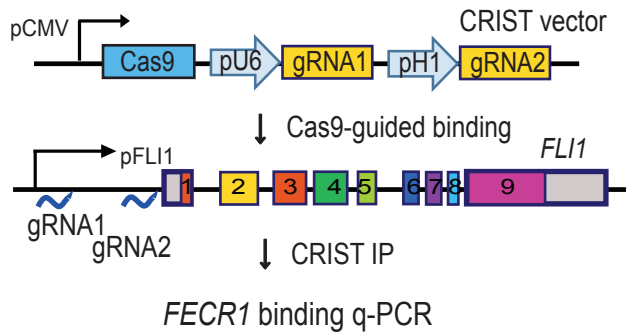 pCMV
CRIST vector
Cas9 pU6 gRNA1 pH1 gRNA2
↓ Cas9-guided binding
pFLI1
FLI1
1 2 3 4 5 6 7 8 9
gRNA1
gRNA2
↓ CRIST IP
FECR1 binding q-PCR